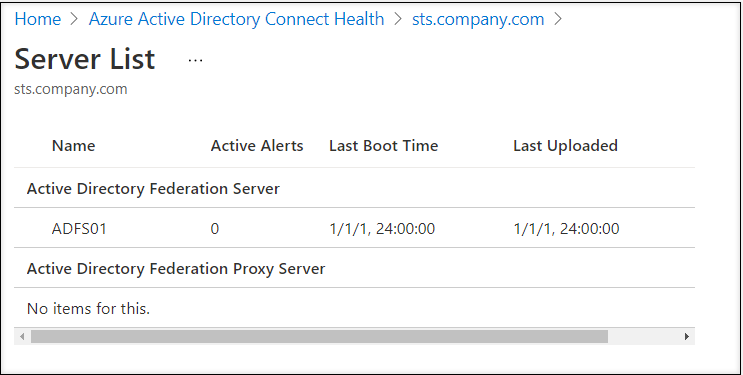 Home > Azure Active Directory Connect Health > sts.company.com >
Server List ...
sts.company.com
Name Active Alerts Last Boot Time Last Uploaded
Active Directory Federation Server
ADFS01 0 1/1/1, 24:00:00 1/1/1, 24:00:00
Active Directory Federation Proxy Server
No items for this.